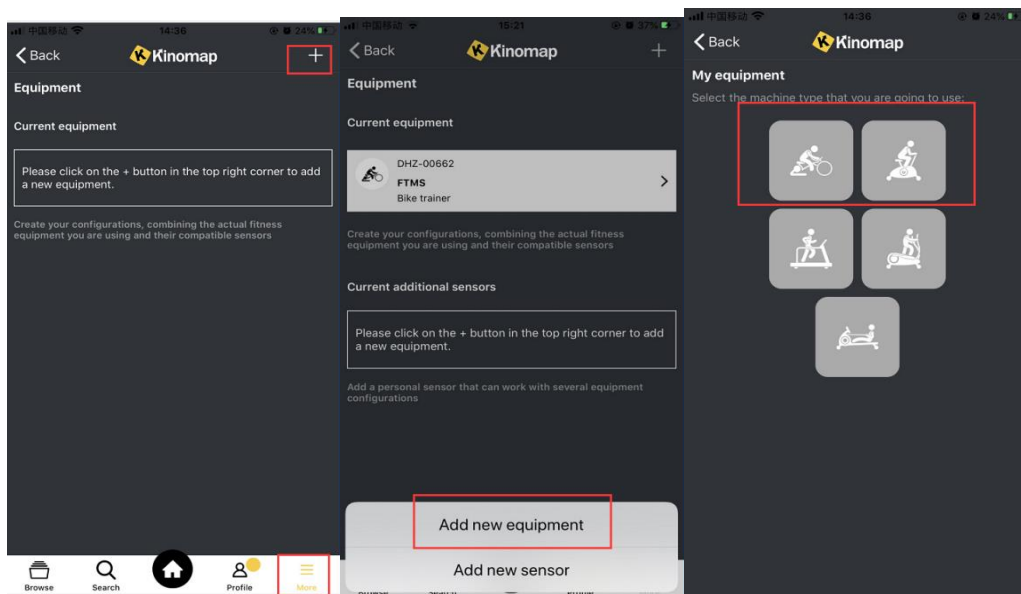 中国移动 14:36 24%
Back Kinomap +
Equipment
Current equipment
Please click on the + button in the top right corner to add
a new equipment.
Create your configurations, combining the actual fitness
equipment you are using and their compatible sensors
Browse Search Profile More
中国移动 15:21 37%
Back Kinomap +
Equipment
Current equipment
DHZ-00662
FTMS
Bike trainer
Create your configurations, combining the actual fitness
equipment you are using and their compatible sensors
Current additional sensors
Please click on the + button in the top right corner to add
a new equipment.
Add a personal sensor that can work with several equipment
configurations
Add new equipment
Add new sensor
中国移动 14:36 24%
Back Kinomap
My equipment
Select the machine type that you are going to use: